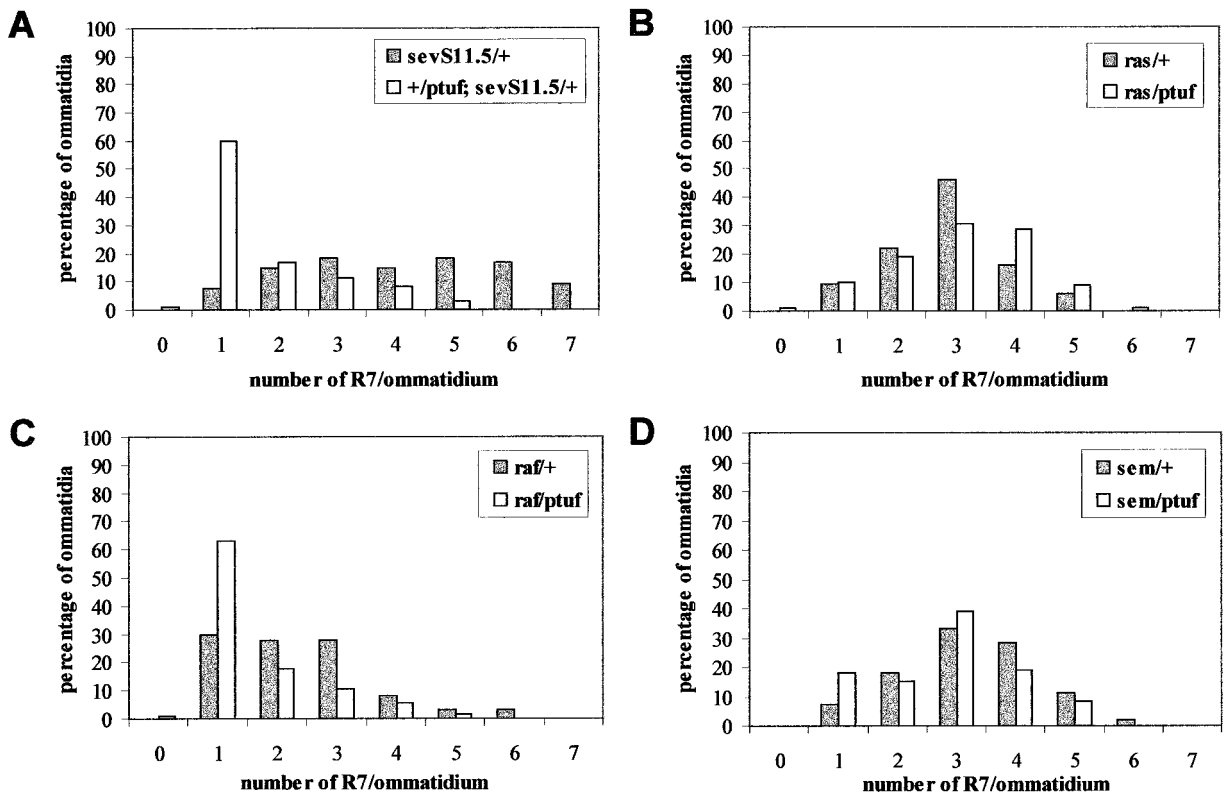 A
percentage of ommatidia
100
90
80
70
60
50
40
30
20
10
0
sevS11.5/+
+/ptuf; sevS11.5/+
0 1 2 3 4 5 6 7
number of R7/ommatidium
B
percentage of ommatidia
100
90
80
70
60
50
40
30
20
10
0
ras/+
ras/ptuf
0 1 2 3 4 5 6 7
number of R7/ommatidium
C
percentage of ommatidia
100
90
80
70
60
50
40
30
20
10
0
raf/+
raf/ptuf
0 1 2 3 4 5 6 7
number of R7/ommatidium
D
percentage of ommatidia
100
90
80
70
60
50
40
30
20
10
0
sem/+
sem/ptuf
0 1 2 3 4 5 6 7
number of R7/ommatidium